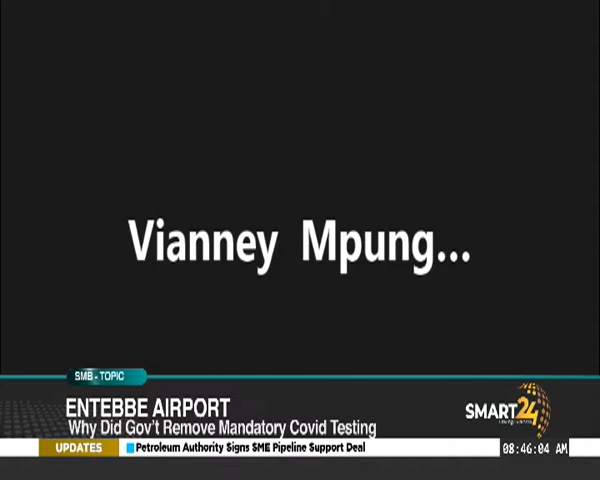 Vianney Mpung...
SMB - TOPIC
ENTEBBE AIRPORT
Why Did Gov't Remove Mandatory Covid Testing
SMART24
UPDATES
Petroleum Authority Signs SME Pipeline Support Deal
08:46:04 AM